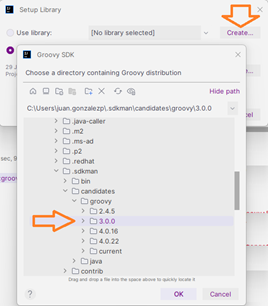 Setup Library
Use library:
[No library selected]
Create...
Groovy SDK
Choose a directory containing Groovy distribution
Hide path
C:\Users\juan.gonzalezp\.sdkman\candidates\groovy\3.0.0
.java-caller
.m2
.ms-ad
.p2
.redhat
.sdkman
bin
candidates
groovy
2.4.5
3.0.0
4.0.16
4.0.22
current
java
contrib
Drag and drop a file into the space above to quickly locate it
?
OK
Cancel